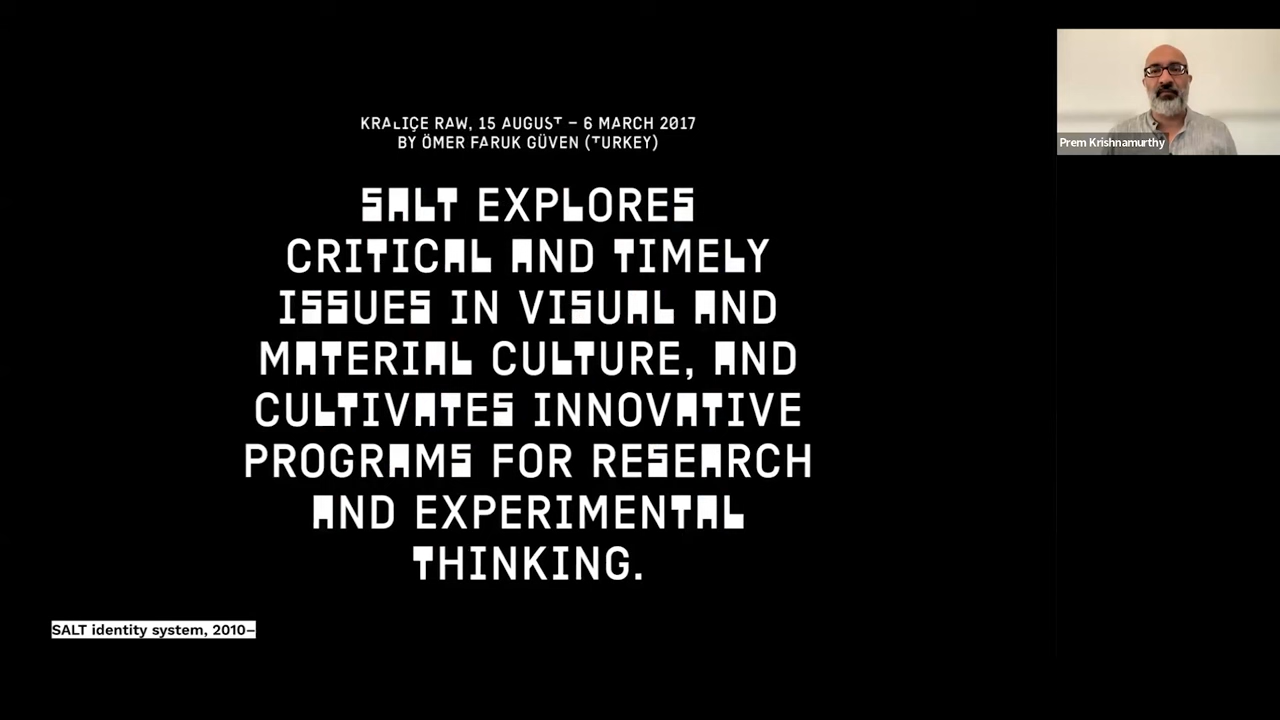 KRALİÇE RAW, 15 AUGUST – 6 MARCH 2017
BY ÖMER FARUK GÜVEN (TURKEY)
SALT EXPLORES
CRITICAL AND TIMELY
ISSUES IN VISUAL AND
MATERIAL CULTURE, AND
CULTIVATES INNOVATIVE
PROGRAMS FOR RESEARCH
AND EXPERIMENTAL
THINKING.
SALT identity system, 2010–
Prem Krishnamurthy